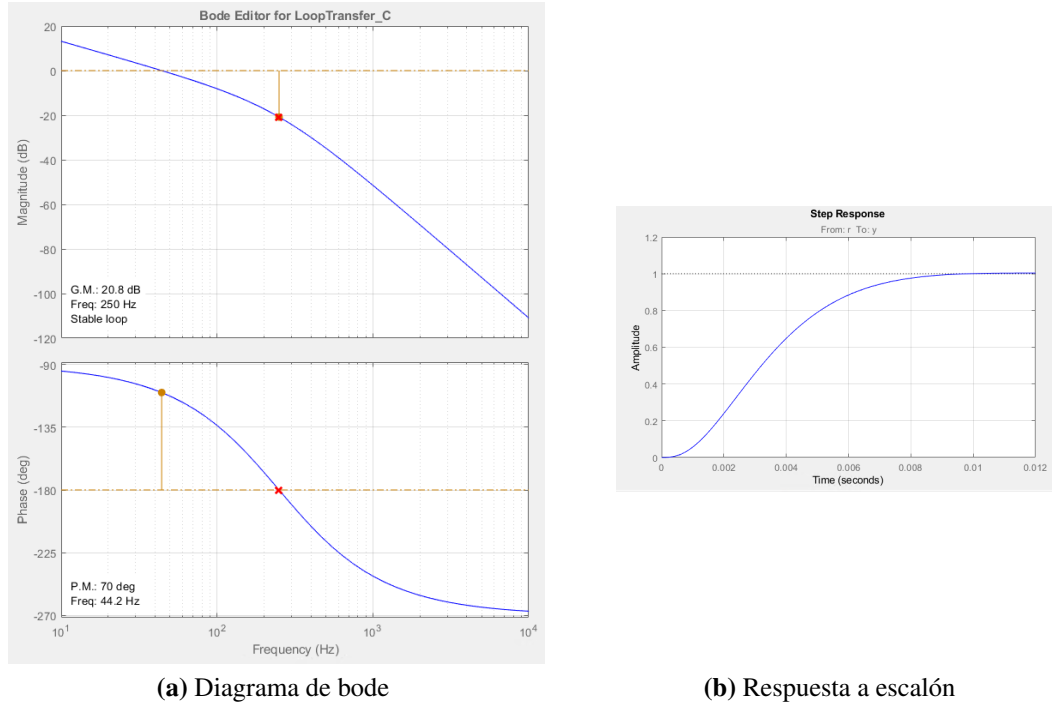 Bode Editor for LoopTransfer_C
20
0
-20
-40
-60
-80
-100
-120
Magnitude (dB)
G.M.: 20.8 dB
Freq: 250 Hz
Stable loop
-90
-135
-180
-225
-270
Phase (deg)
P.M.: 70 deg
Freq: 44.2 Hz
10^1 10^2 10^3 10^4
Frequency (Hz)
(a) Diagrama de bode
Step Response
From: r To: y
1.2
1
0.8
0.6
0.4
0.2
0
Amplitude
0 0.002 0.004 0.006 0.008 0.01 0.012
Time (seconds)
(b) Respuesta a escalón